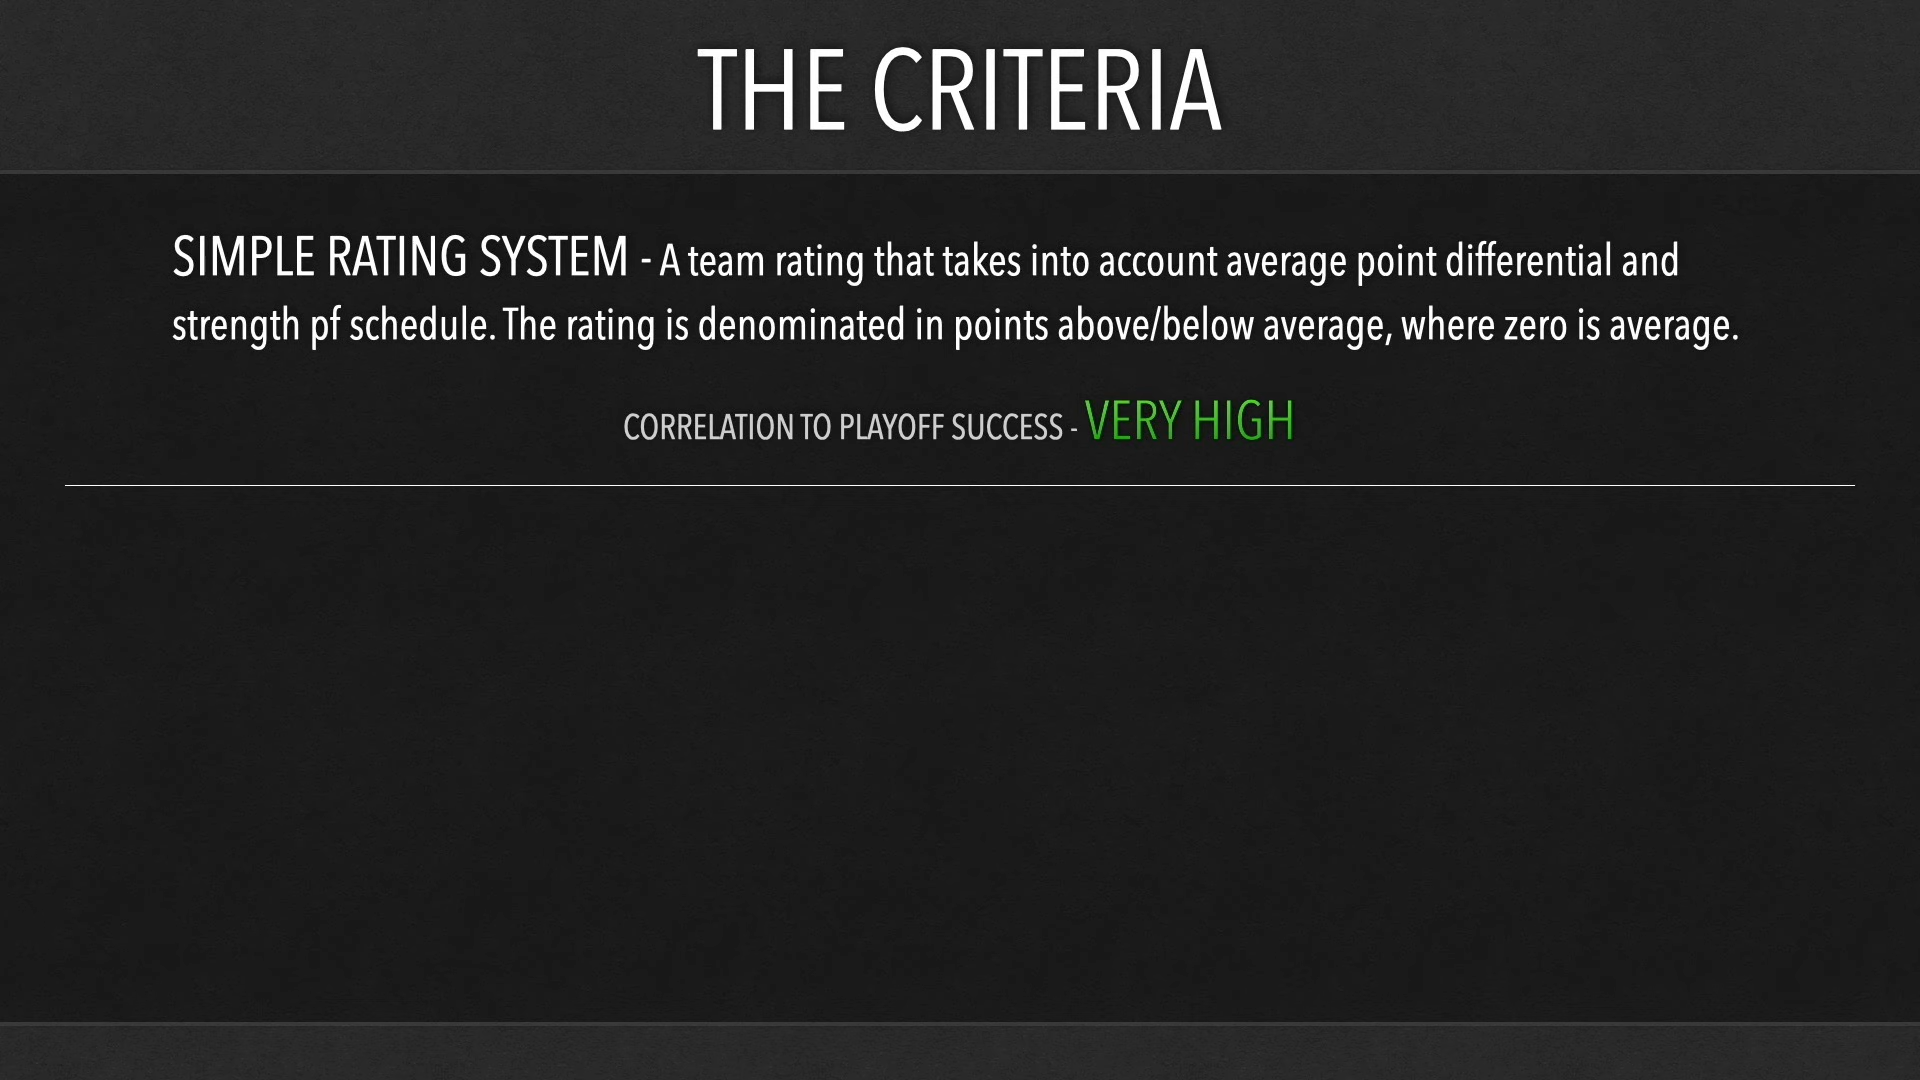 THE CRITERIA
SIMPLE RATING SYSTEM - A team rating that takes into account average point differential and
strength pf schedule. The rating is denominated in points above/below average, where zero is average.
CORRELATION TO PLAYOFF SUCCESS - VERY HIGH